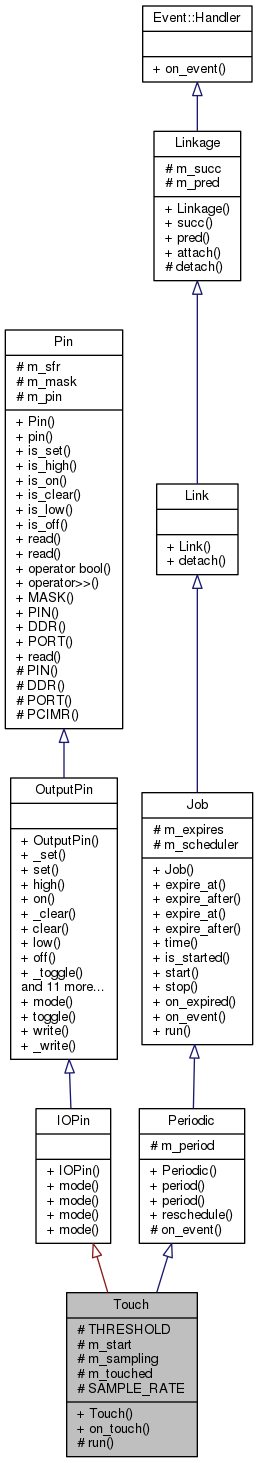 Event::Handler
+ on_event()
Linkage
# m_succ
# m_pred
+ Linkage()
+ succ()
+ pred()
+ attach()
# detach()
Pin
# m_sfr
# m_mask
# m_pin
+ Pin()
+ pin()
+ is_set()
+ is_high()
+ is_on()
+ is_clear()
+ is_low()
+ is_off()
+ read()
+ read()
+ operator bool()
+ operator>>()
+ MASK()
+ PIN()
+ DDR()
+ PORT()
+ read()
# PIN()
# DDR()
# PORT()
# PCIMR()
Link
+ Link()
+ detach()
OutputPin
+ OutputPin()
+ _set()
+ set()
+ high()
+ on()
+ _clear()
+ clear()
+ low()
+ off()
+ _toggle()
and 11 more...
+ mode()
+ toggle()
+ write()
+ _write()
Job
# m_expires
# m_scheduler
+ Job()
+ expire_at()
+ expire_after()
+ expire_at()
+ expire_after()
+ time()
+ is_started()
+ start()
+ stop()
+ on_expired()
+ on_event()
+ run()
IOPin
+ IOPin()
+ mode()
+ mode()
+ mode()
+ mode()
Periodic
# m_period
+ Periodic()
+ period()
+ period()
+ reschedule()
# on_event()
Touch
# THRESHOLD
# m_start
# m_sampling
# m_touched
# SAMPLE_RATE
+ Touch()
+ on_touch()
# run()